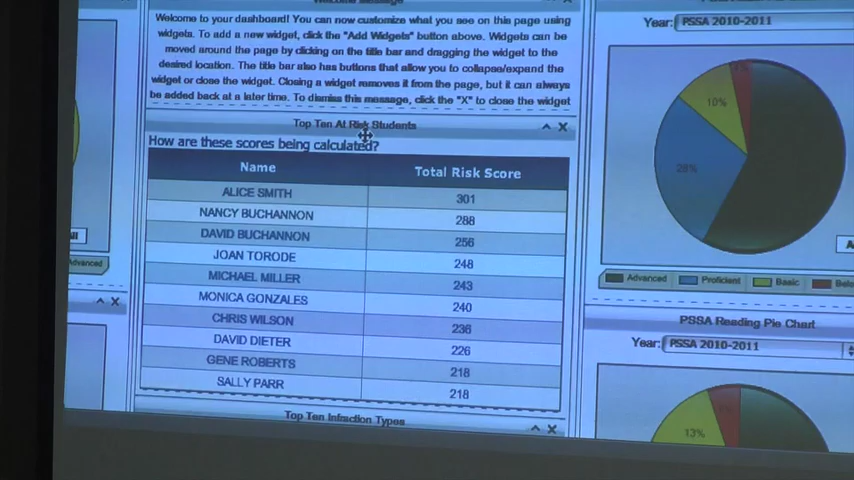 Welcome Message
Welcome to your dashboard! You can now customize what you see on this page using
widgets. To add a new widget, click the "Add Widgets" button above. Widgets can be
moved around the page by clicking on the title bar and dragging the widget to the
desired location. The title bar also has buttons that allow you to collapse/expand the
widget or close the widget. Closing a widget removes it from the page, but it can always
be added back at a later time. To dismiss this message, click the "X" to close the widget
Top Ten At Risk Students
How are these scores being calculated?
Name Total Risk Score
ALICE SMITH 301
NANCY BUCHANNON 288
DAVID BUCHANNON 256
JOAN TORODE 248
MICHAEL MILLER 243
MONICA GONZALES 240
CHRIS WILSON 236
DAVID DIETER 226
GENE ROBERTS 218
SALLY PARR 218
Top Ten Infraction Types
Advanced
Year: PSSA 2010-2011
10%
28%
Advanced Proficient Basic Belo
PSSA Reading Pie Chart
Year: PSSA 2010-2011
13%